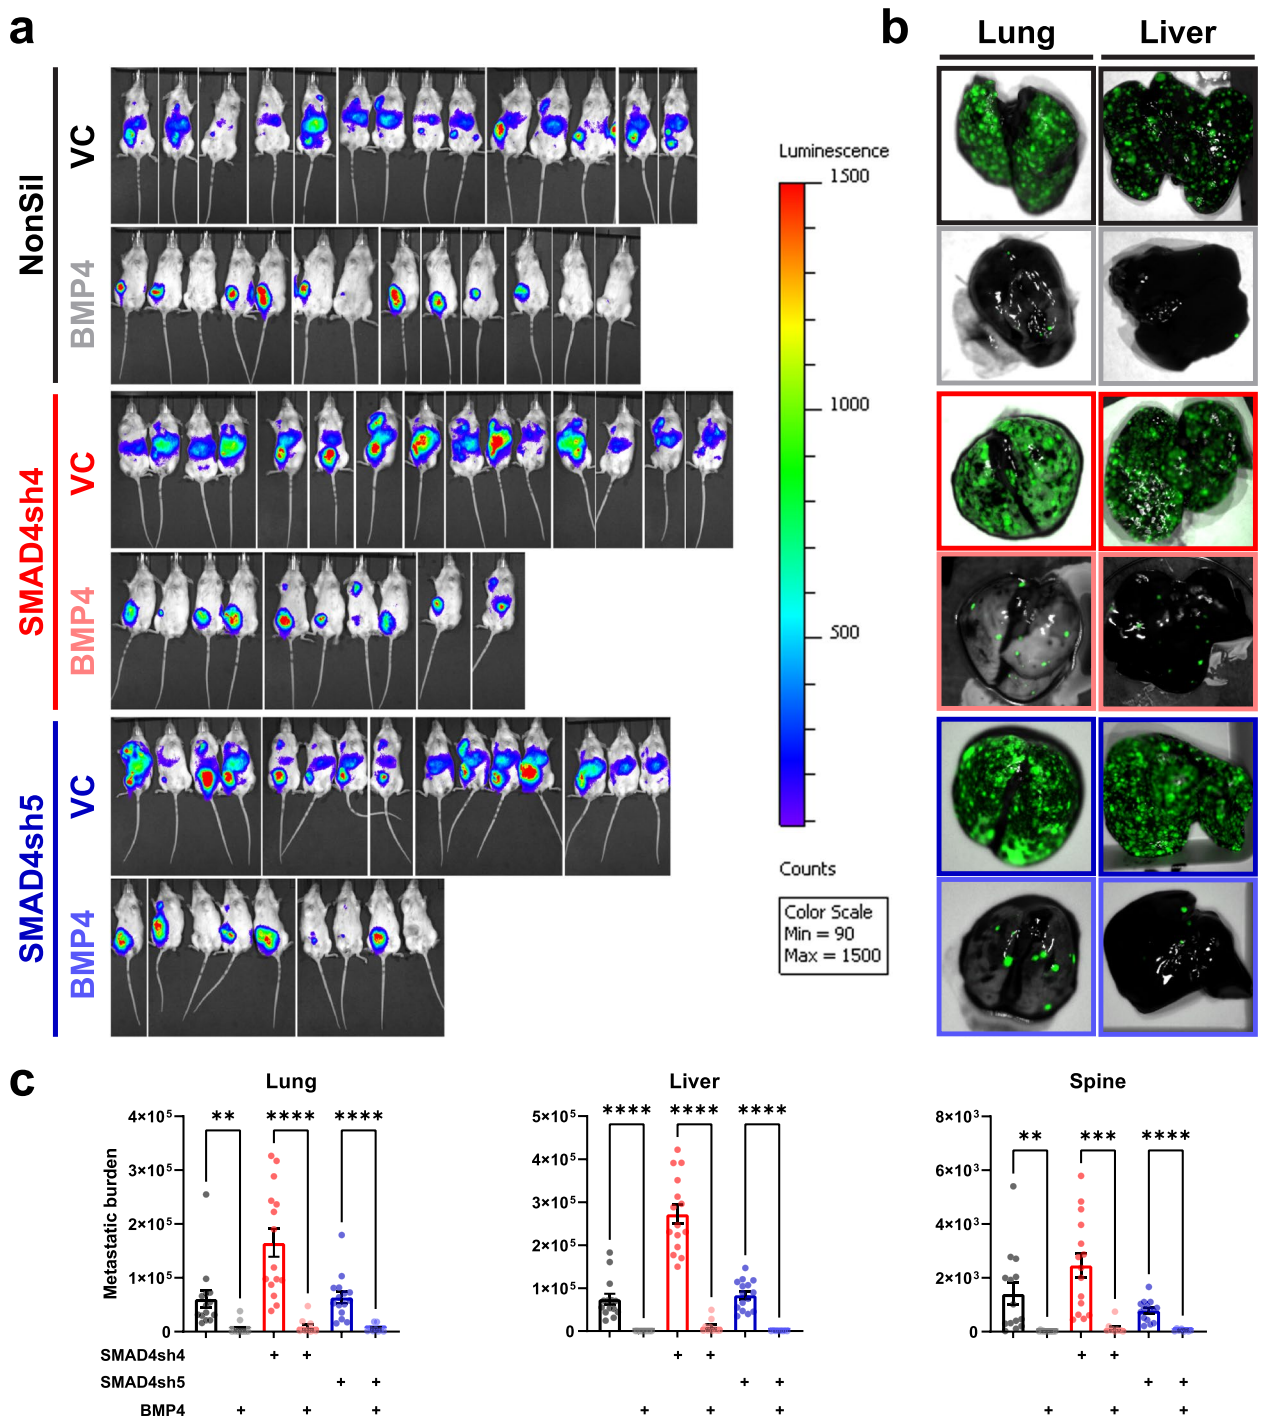 a
b
Lung
Liver
NonSil
VC
BMP4
SMAD4sh4
VC
BMP4
SMAD4sh5
VC
BMP4
Luminescence
1500
1000
500
Counts
Color Scale
Min = 90
Max = 1500
c
Lung
Liver
Spine
Metastatic burden
4×10⁵
3×10⁵
2×10⁵
1×10⁵
0
** **** ****
5×10⁵
4×10⁵
3×10⁵
2×10⁵
1×10⁵
0
**** **** ****
8×10³
6×10³
4×10³
2×10³
0
** *** ****
SMAD4sh4 + + + + + +
SMAD4sh5 + + + + + +
BMP4 + + + + + + + + +